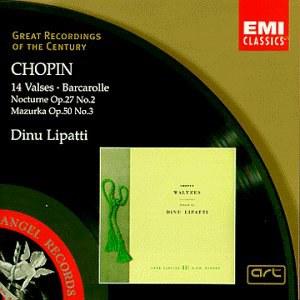 GREAT RECORDINGS
OF THE CENTURY
EMI
CLASSICS
CHOPIN
14 Valses · Barcarolle
Nocturne Op.27 No.2
Mazurka Op.50 No.3
Dinu Lipatti
CHOPIN
WALTZES
DINU LIPATTI
ANGEL RECORDS
art